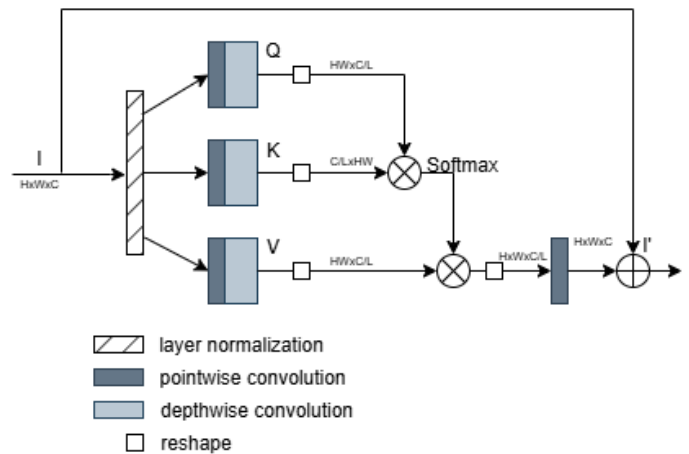 Q
HWxC/L
I
HxWxC
K
C/LxHW
Softmax
V
HWxC/L
HxWxC/L
HxWxC
I'
layer normalization
pointwise convolution
depthwise convolution
reshape